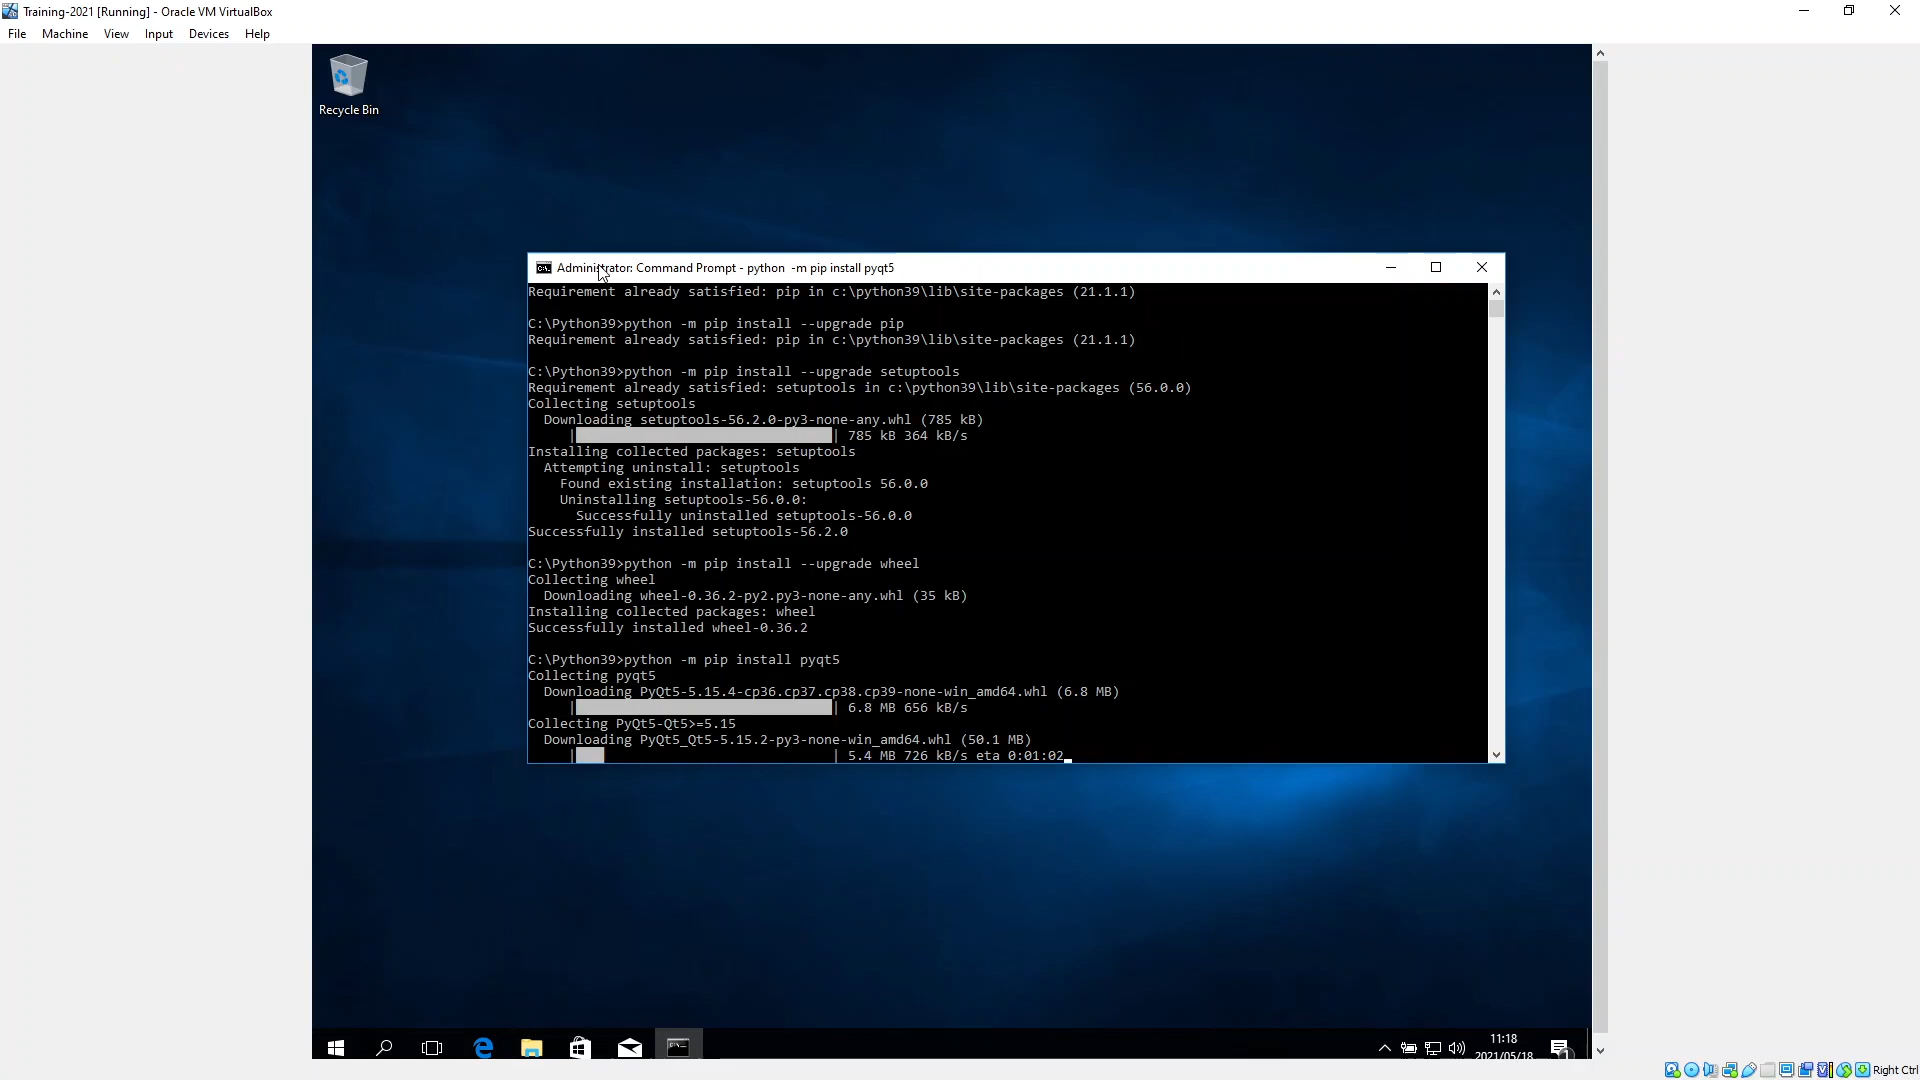 Training-2021 [Running] - Oracle VM VirtualBox
File Machine View Input Devices Help
Recycle Bin
Administrator: Command Prompt - python  -m pip install pyqt5
Requirement already satisfied: pip in c:\python39\lib\site-packages (21.1.1)
C:\Python39>python -m pip install --upgrade pip
Requirement already satisfied: pip in c:\python39\lib\site-packages (21.1.1)
C:\Python39>python -m pip install --upgrade setuptools
Requirement already satisfied: setuptools in c:\python39\lib\site-packages (56.0.0)
Collecting setuptools
  Downloading setuptools-56.2.0-py3-none-any.whl (785 kB)
| | 785 kB 364 kB/s
Installing collected packages: setuptools
  Attempting uninstall: setuptools
    Found existing installation: setuptools 56.0.0
    Uninstalling setuptools-56.0.0:
      Successfully uninstalled setuptools-56.0.0
Successfully installed setuptools-56.2.0
C:\Python39>python -m pip install --upgrade wheel
Collecting wheel
  Downloading wheel-0.36.2-py2.py3-none-any.whl (35 kB)
Installing collected packages: wheel
Successfully installed wheel-0.36.2
C:\Python39>python -m pip install pyqt5
Collecting pyqt5
  Downloading PyQt5-5.15.4-cp36.cp37.cp38.cp39-none-win_amd64.whl (6.8 MB)
| | 6.8 MB 656 kB/s
Collecting PyQt5-Qt5>=5.15
  Downloading PyQt5_Qt5-5.15.2-py3-none-win_amd64.whl (50.1 MB)
| | 5.4 MB 726 kB/s eta 0:01:02
11:18
2021/05/18
1
Right Ctrl